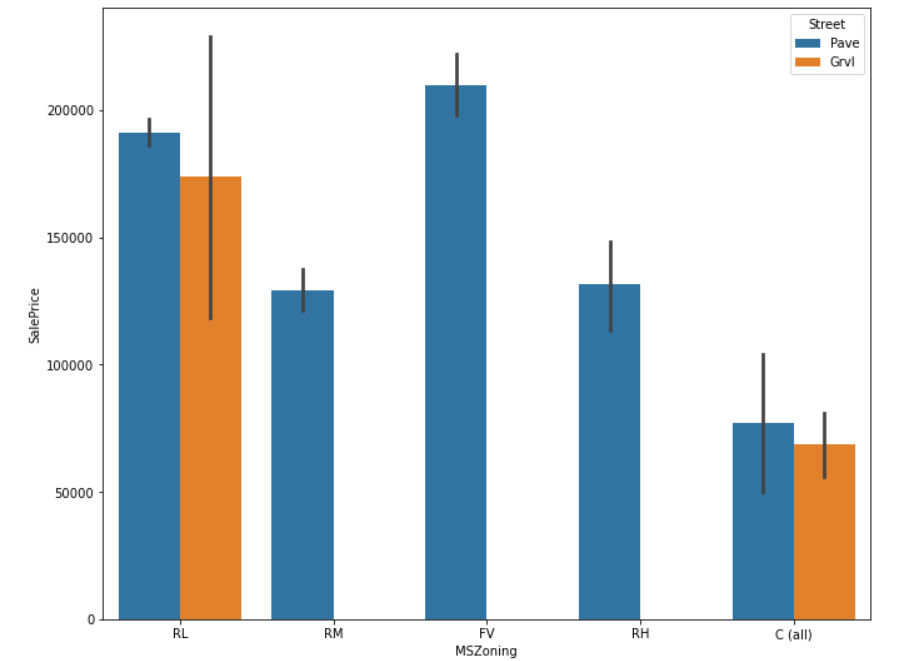 Street
Pave
Grvl
200000
150000
100000
50000
0
SalePrice
RL RM FV RH C (all)
MSZoning